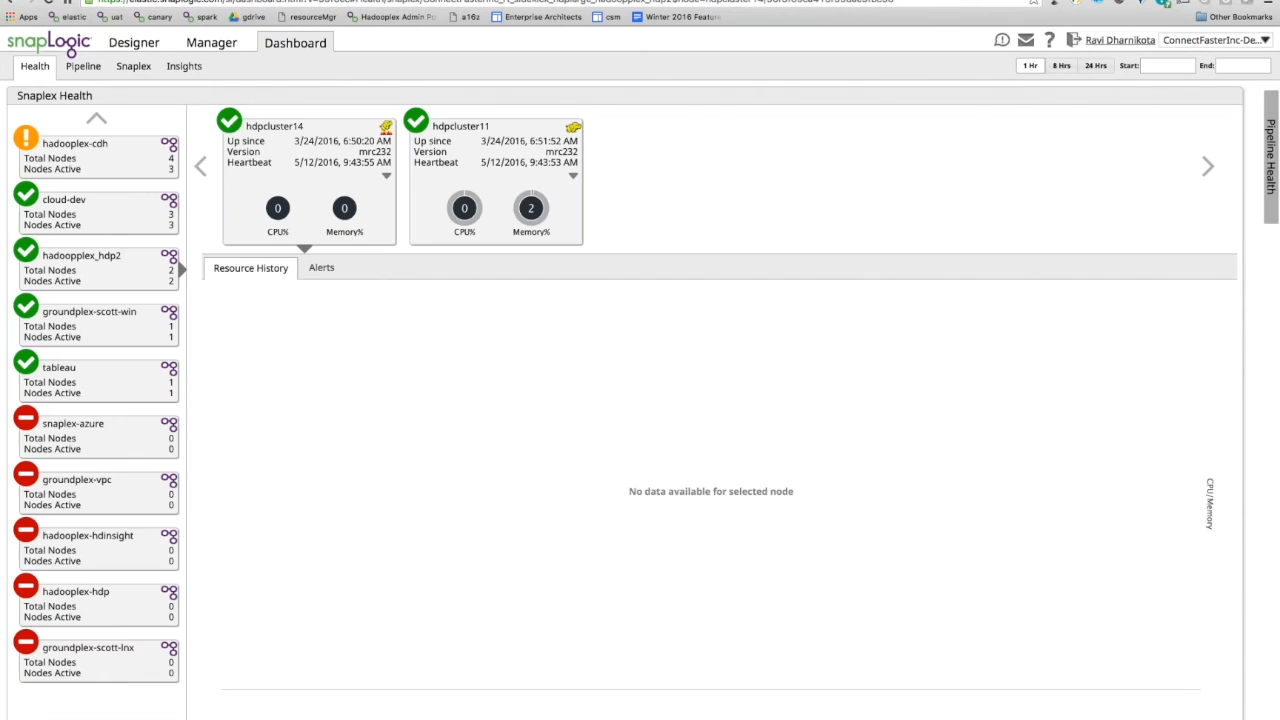 Apps elastic uat canary spark gdrive resourceMgr a16z Enterprise Architects csm Other Bookmarks
snapLogic Designer Manager Dashboard
Ravi Dharnikota ConnectFasterInc-De...
Health Pipeline Snaplex Insights
1 Hr 8 Hrs 24 Hrs Start: End:
Snaplex Health
Pipeline Health
hadooplex-cdh
Total Nodes 4
Nodes Active 3
cloud-dev
Total Nodes 3
Nodes Active 3
hadoopplex_hdp2
Total Nodes 2
Nodes Active 2
groundplex-scott-win
Total Nodes 1
Nodes Active 1
tableau
Total Nodes 1
Nodes Active 1
snaplex-azure
Total Nodes 0
Nodes Active 0
groundplex-vpc
Total Nodes 0
Nodes Active 0
hadooplex-hdinsight
Total Nodes 0
Nodes Active 0
hadooplex-hdp
Total Nodes 0
Nodes Active 0
groundplex-scott-lnx
Total Nodes 0
Nodes Active 0
hdpcluster14
Up since 3/24/2016, 6:50:20 AM
Version mrc232
Heartbeat 5/12/2016, 9:43:55 AM
0 0
CPU% Memory%
hdpcluster11
Up since 3/24/2016, 6:51:52 AM
Version mrc232
Heartbeat 5/12/2016, 9:43:53 AM
0 2
CPU% Memory%
Resource History Alerts
No data available for selected node
CPU/Memory